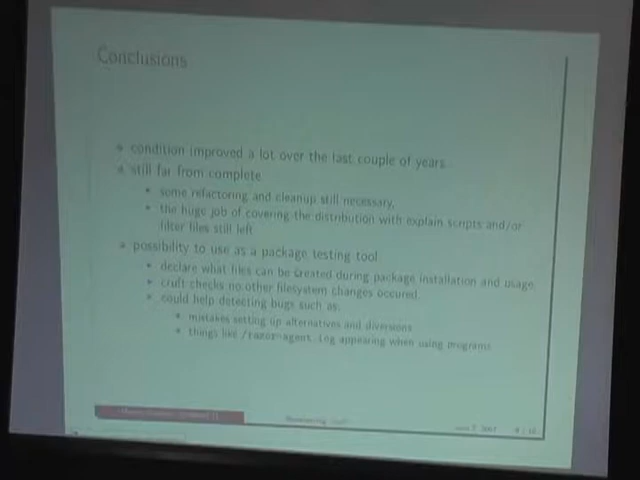 Conclusions
condition improved a lot over the last couple of years
still far from complete
some refactoring and cleanup still necessary,
the huge job of covering the distribution with explain scripts and/or
filter files still left
possibility to use as a package testing tool
declare what files can be created during package installation and usage
cruft checks no other filesystem changes occured
could help detecting bugs such as:
mistakes setting up alternatives and diversions
things like /razor-agent.log appearing when using programs